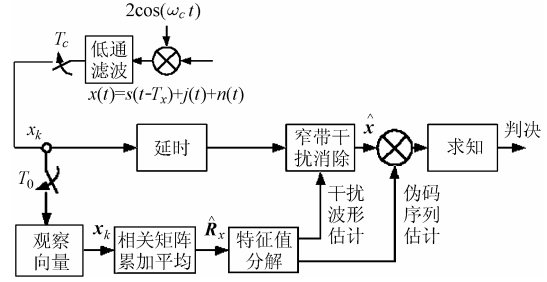 2cos(ω_c t)
T_c
低通
滤波
x(t)=s(t-T_x)+j(t)+n(t)
x_k
延时
窄带干
扰消除
x̂
求知
判决
T_0
干扰
波形
估计
伪码
序列
估计
观察
向量
x_k
相关矩阵
累加平均
R̂_x
特征值
分解